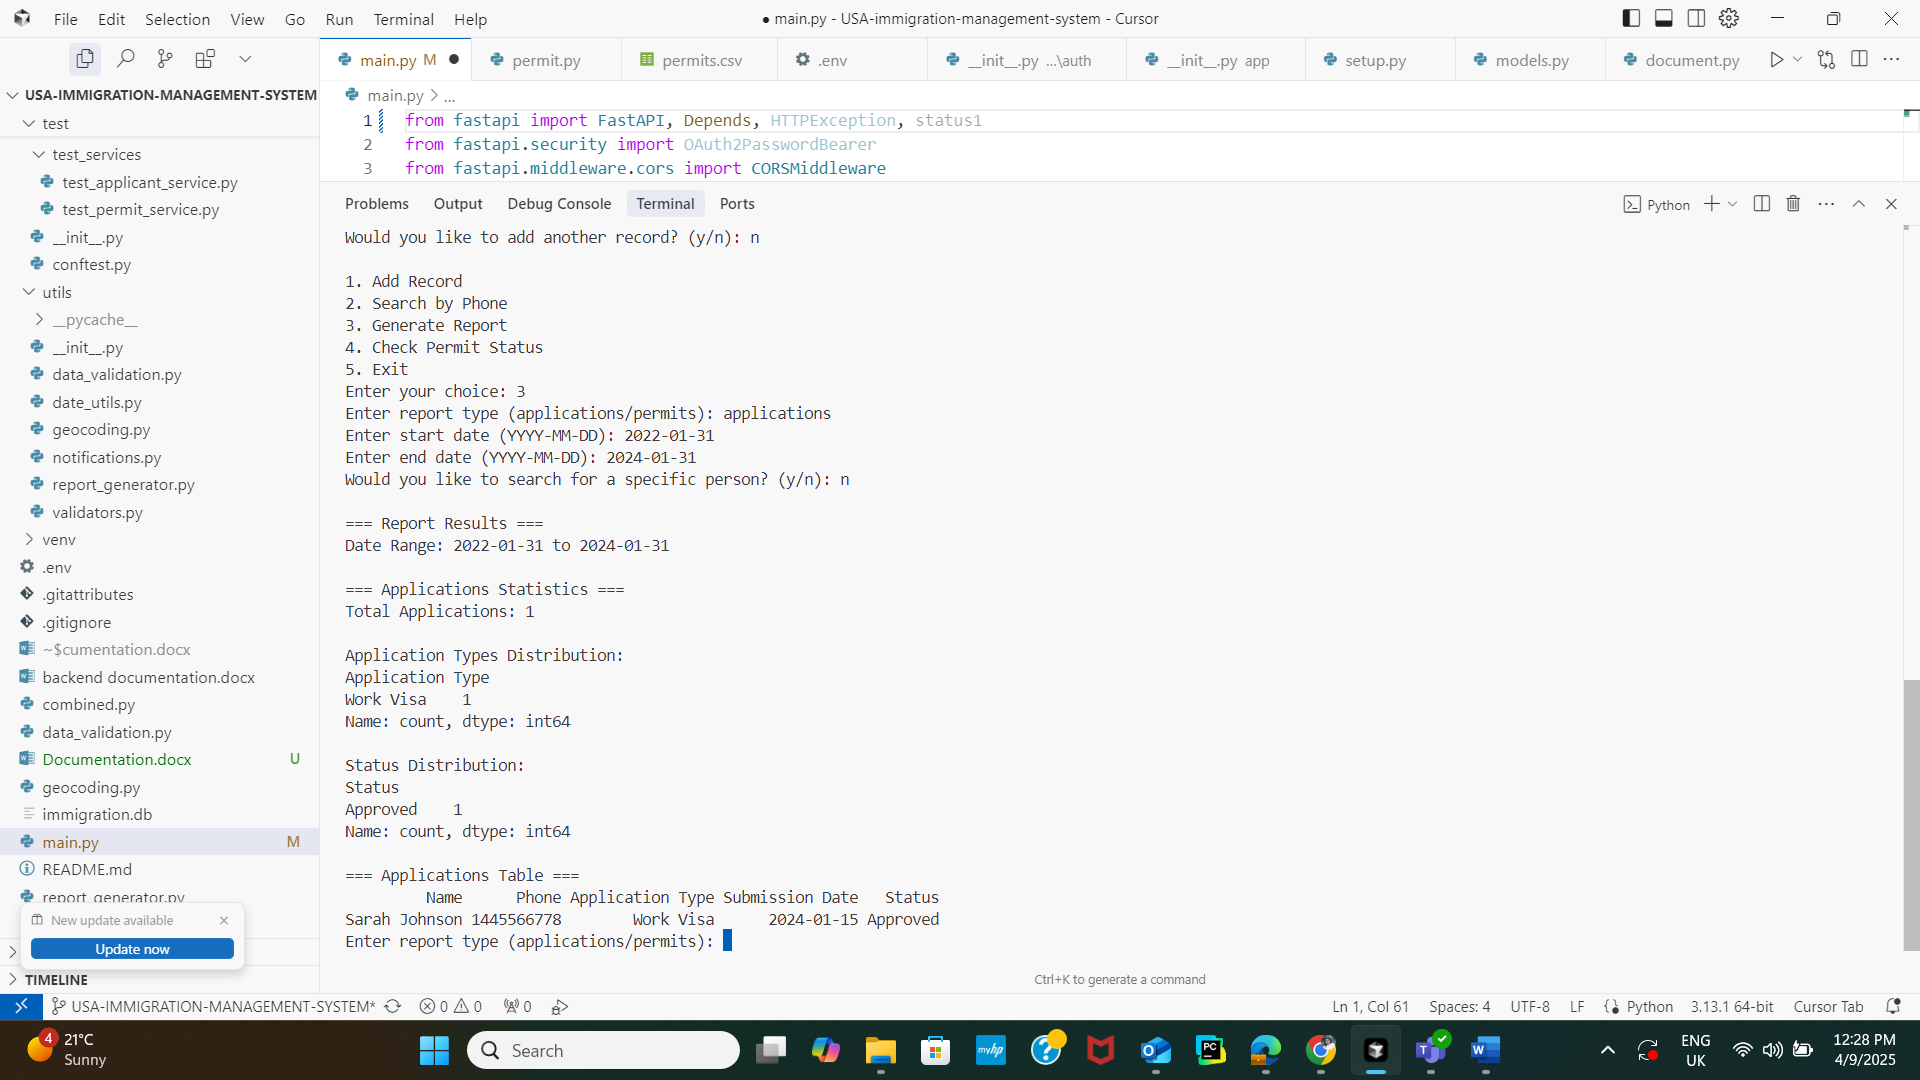 File Edit Selection View Go Run Terminal Help
● main.py - USA-immigration-management-system - Cursor
main.py M ●
permit.py
permits.csv
.env
__init__.py ...\auth
__init__.py app
setup.py
models.py
document.py
USA-IMMIGRATION-MANAGEMENT-SYSTEM
test
test_services
test_applicant_service.py
test_permit_service.py
__init__.py
conftest.py
utils
__pycache__
__init__.py
data_validation.py
date_utils.py
geocoding.py
notifications.py
report_generator.py
validators.py
venv
.env
.gitattributes
.gitignore
~$cumentation.docx
backend documentation.docx
combined.py
data_validation.py
Documentation.docx U
geocoding.py
immigration.db
main.py M
README.md
report_generator.py
New update available
Update now
TIMELINE
main.py > ...
1 from fastapi import FastAPI, Depends, HTTPException, status1
2 from fastapi.security import OAuth2PasswordBearer
3 from fastapi.middleware.cors import CORSMiddleware
Problems Output Debug Console Terminal Ports
Python
Would you like to add another record? (y/n): n
1. Add Record
2. Search by Phone
3. Generate Report
4. Check Permit Status
5. Exit
Enter your choice: 3
Enter report type (applications/permits): applications
Enter start date (YYYY-MM-DD): 2022-01-31
Enter end date (YYYY-MM-DD): 2024-01-31
Would you like to search for a specific person? (y/n): n
=== Report Results ===
Date Range: 2022-01-31 to 2024-01-31
=== Applications Statistics ===
Total Applications: 1
Application Types Distribution:
Application Type
Work Visa    1
Name: count, dtype: int64
Status Distribution:
Status
Approved    1
Name: count, dtype: int64
=== Applications Table ===
Name Phone Application Type Submission Date Status
Sarah Johnson 1445566778 Work Visa 2024-01-15 Approved
Enter report type (applications/permits):
Ctrl+K to generate a command
USA-IMMIGRATION-MANAGEMENT-SYSTEM* 0 0 0
Ln 1, Col 61 Spaces: 4 UTF-8 LF Python 3.13.1 64-bit Cursor Tab
4
21°C
Sunny
Search
myhp
PC
ENG
UK
12:28 PM
4/9/2025